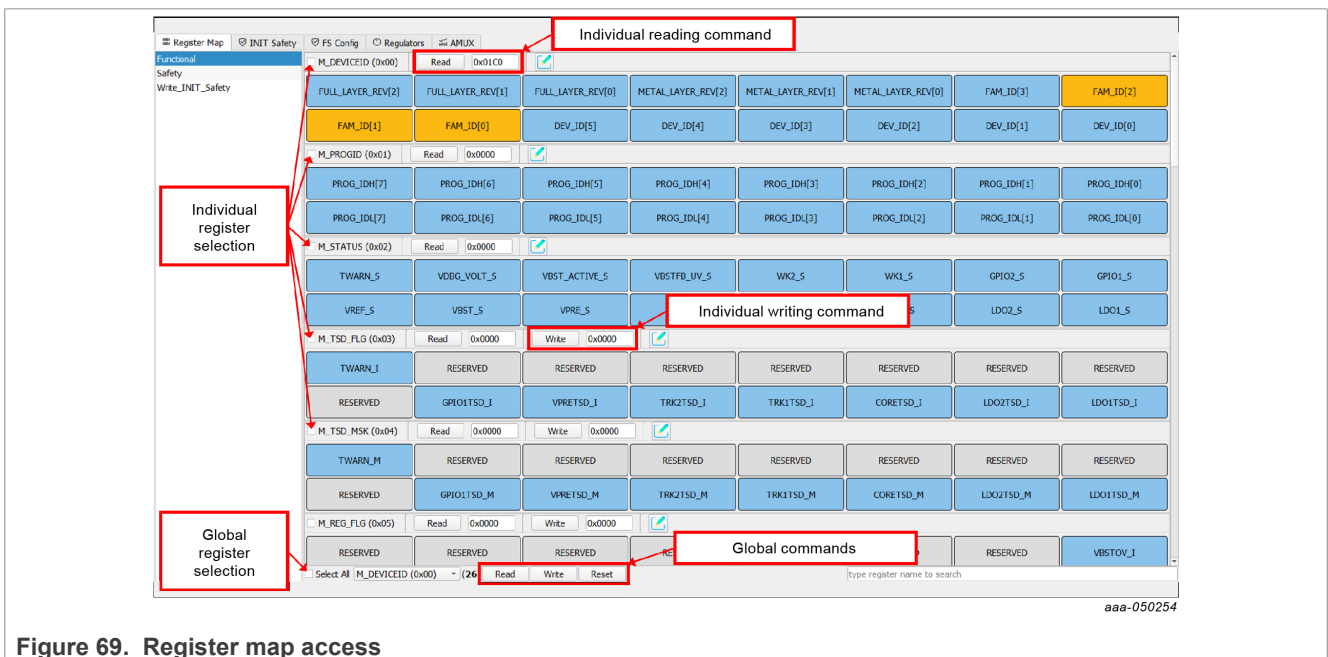 Individual reading command
Register Map INIT Safety FS Config Regulators AMUX
Functional
Safety
Write_INIT_Safety
M_DEVICEID (0x00) Read 0x01C0
FULL_LAYER_REV[2] FULL_LAYER_REV[1] FULL_LAYER_REV[0] METAL_LAYER_REV[2] METAL_LAYER_REV[1] METAL_LAYER_REV[0] FAM_ID[3] FAM_ID[2]
FAM_ID[1] FAM_ID[0] DEV_ID[5] DEV_ID[4] DEV_ID[3] DEV_ID[2] DEV_ID[1] DEV_ID[0]
M_PROGID (0x01) Read 0x0000
PROG_IDH[7] PROG_IDH[6] PROG_IDH[5] PROG_IDH[4] PROG_IDH[3] PROG_IDH[2] PROG_IDH[1] PROG_IDH[0]
PROG_IDL[7] PROG_IDL[6] PROG_IDL[5] PROG_IDL[4] PROG_IDL[3] PROG_IDL[2] PROG_IDL[1] PROG_IDL[0]
Individual
register
selection
M_STATUS (0x02) Read 0x0000
TWARN_S VDBG_VOLT_S VBST_ACTIVE_S VBSTFB_UV_S WK2_S WK1_S GPIO2_S GPIO1_S
VREF_S VBST_S VPRE_S LDO2_S LDO1_S
Individual writing command
M_TSD_FLG (0x03) Read 0x0000 Write 0x0000
TWARN_I RESERVED RESERVED RESERVED RESERVED RESERVED RESERVED RESERVED
RESERVED GPIO1TSD_I VPRETSD_I TRK2TSD_I TRK1TSD_I CORETSD_I LDO2TSD_I LDO1TSD_I
M_TSD_MSK (0x04) Read 0x0000 Write 0x0000
TWARN_M RESERVED RESERVED RESERVED RESERVED RESERVED RESERVED RESERVED
RESERVED GPIO1TSD_M VPRETSD_M TRK2TSD_M TRK1TSD_M CORETSD_M LDO2TSD_M LDO1TSD_M
M_REG_FLG (0x05) Read 0x0000 Write 0x0000
RESERVED RESERVED RESERVED RESERVED VBSTOV_I
Global
register
selection
Global commands
Select All M_DEVICEID (0x00) (26 Read Write Reset type register name to search
aaa-050254
Figure 69. Register map access